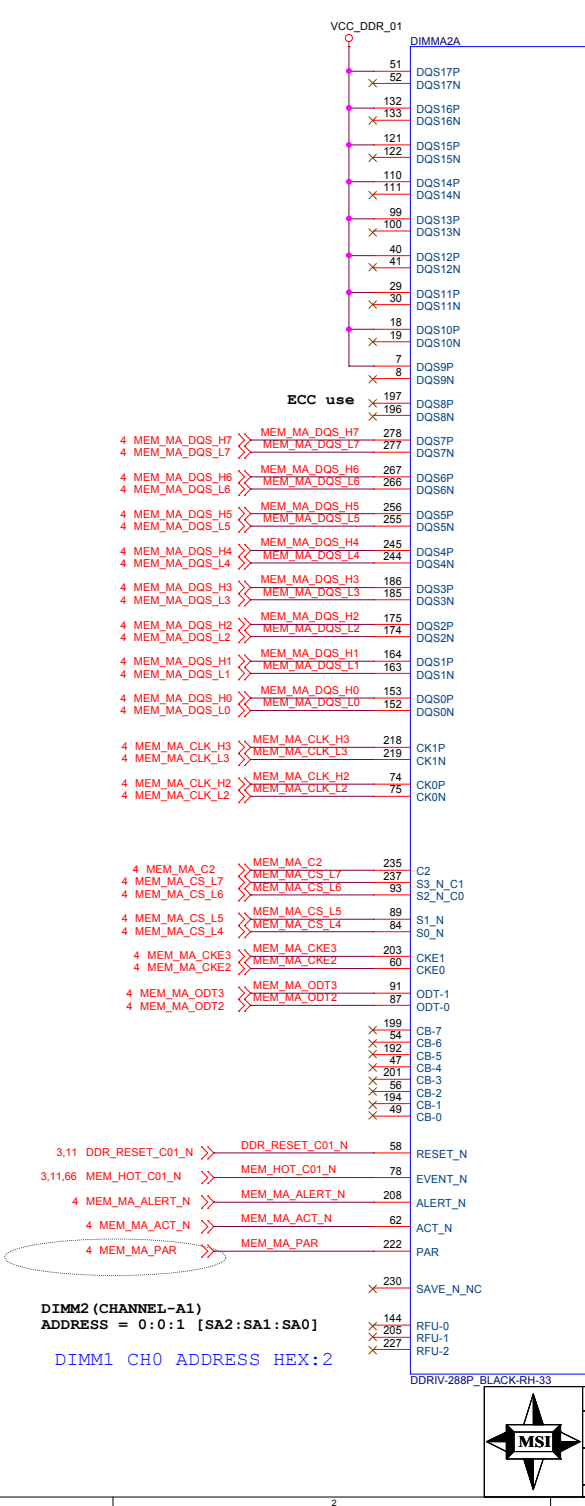 VCC_DDR_01
DIMMA2A
51 DQS17P
52 DQS17N
132 DQS16P
133 DQS16N
121 DQS15P
122 DQS15N
110 DQS14P
111 DQS14N
99 DQS13P
100 DQS13N
40 DQS12P
41 DQS12N
29 DQS11P
30 DQS11N
18 DQS10P
19 DQS10N
7 DQS9P
8 DQS9N
ECC use 197 DQS8P
196 DQS8N
4 MEM_MA_DQS_H7 MEM_MA_DQS_H7 278 DQS7P
4 MEM_MA_DQS_L7 MEM_MA_DQS_L7 277 DQS7N
4 MEM_MA_DQS_H6 MEM_MA_DQS_H6 267 DQS6P
4 MEM_MA_DQS_L6 MEM_MA_DQS_L6 266 DQS6N
4 MEM_MA_DQS_H5 MEM_MA_DQS_H5 256 DQS5P
4 MEM_MA_DQS_L5 MEM_MA_DQS_L5 255 DQS5N
4 MEM_MA_DQS_H4 MEM_MA_DQS_H4 245 DQS4P
4 MEM_MA_DQS_L4 MEM_MA_DQS_L4 244 DQS4N
4 MEM_MA_DQS_H3 MEM_MA_DQS_H3 186 DQS3P
4 MEM_MA_DQS_L3 MEM_MA_DQS_L3 185 DQS3N
4 MEM_MA_DQS_H2 MEM_MA_DQS_H2 175 DQS2P
4 MEM_MA_DQS_L2 MEM_MA_DQS_L2 174 DQS2N
4 MEM_MA_DQS_H1 MEM_MA_DQS_H1 164 DQS1P
4 MEM_MA_DQS_L1 MEM_MA_DQS_L1 163 DQS1N
4 MEM_MA_DQS_H0 MEM_MA_DQS_H0 153 DQS0P
4 MEM_MA_DQS_L0 MEM_MA_DQS_L0 152 DQS0N
4 MEM_MA_CLK_H3 MEM_MA_CLK_H3 218 CK1P
4 MEM_MA_CLK_L3 MEM_MA_CLK_L3 219 CK1N
4 MEM_MA_CLK_H2 MEM_MA_CLK_H2 74 CK0P
4 MEM_MA_CLK_L2 MEM_MA_CLK_L2 75 CK0N
4 MEM_MA_C2 MEM_MA_C2 235 C2
4 MEM_MA_CS_L7 MEM_MA_CS_L7 237 S3_N_C1
4 MEM_MA_CS_L6 MEM_MA_CS_L6 93 S2_N_C0
4 MEM_MA_CS_L5 MEM_MA_CS_L5 89 S1_N
4 MEM_MA_CS_L4 MEM_MA_CS_L4 84 S0_N
4 MEM_MA_CKE3 MEM_MA_CKE3 203 CKE1
4 MEM_MA_CKE2 MEM_MA_CKE2 60 CKE0
4 MEM_MA_ODT3 MEM_MA_ODT3 91 ODT-1
4 MEM_MA_ODT2 MEM_MA_ODT2 87 ODT-0
199 CB-7
54 CB-6
192 CB-5
47 CB-4
201 CB-3
56 CB-2
194 CB-1
49 CB-0
3,11 DDR_RESET_C01_N DDR_RESET_C01_N 58 RESET_N
3,11,66 MEM_HOT_C01_N MEM_HOT_C01_N 78 EVENT_N
4 MEM_MA_ALERT_N MEM_MA_ALERT_N 208 ALERT_N
4 MEM_MA_ACT_N MEM_MA_ACT_N 62 ACT_N
4 MEM_MA_PAR MEM_MA_PAR 222 PAR
230 SAVE_N_NC
DIMM2(CHANNEL-A1)
ADDRESS = 0:0:1 [SA2:SA1:SA0]
144 RFU-0
205 RFU-1
227 RFU-2
DIMM1 CH0 ADDRESS HEX:2
DDRIV-288P_BLACK-RH-33
MSI
2